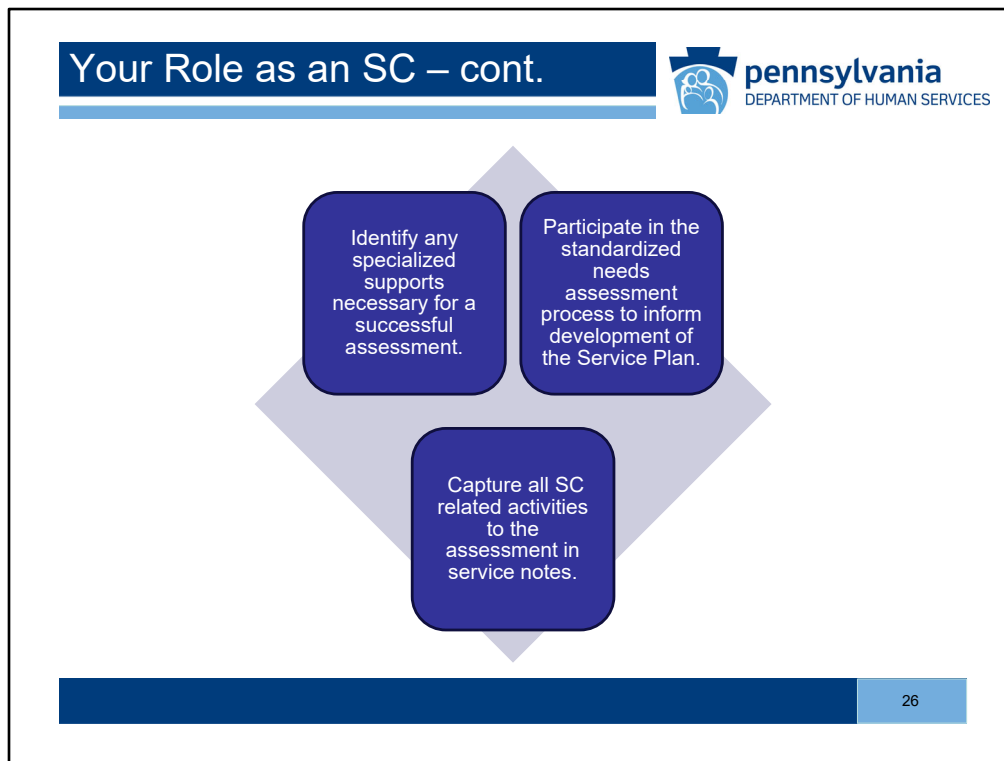 Your Role as an SC – cont.
pennsylvania
DEPARTMENT OF HUMAN SERVICES
Identify any
specialized
supports
necessary for a
successful
assessment.
Participate in the
standardized
needs
assessment
process to inform
development of
the Service Plan.
Capture all SC
related activities
to the
assessment in
service notes.
26